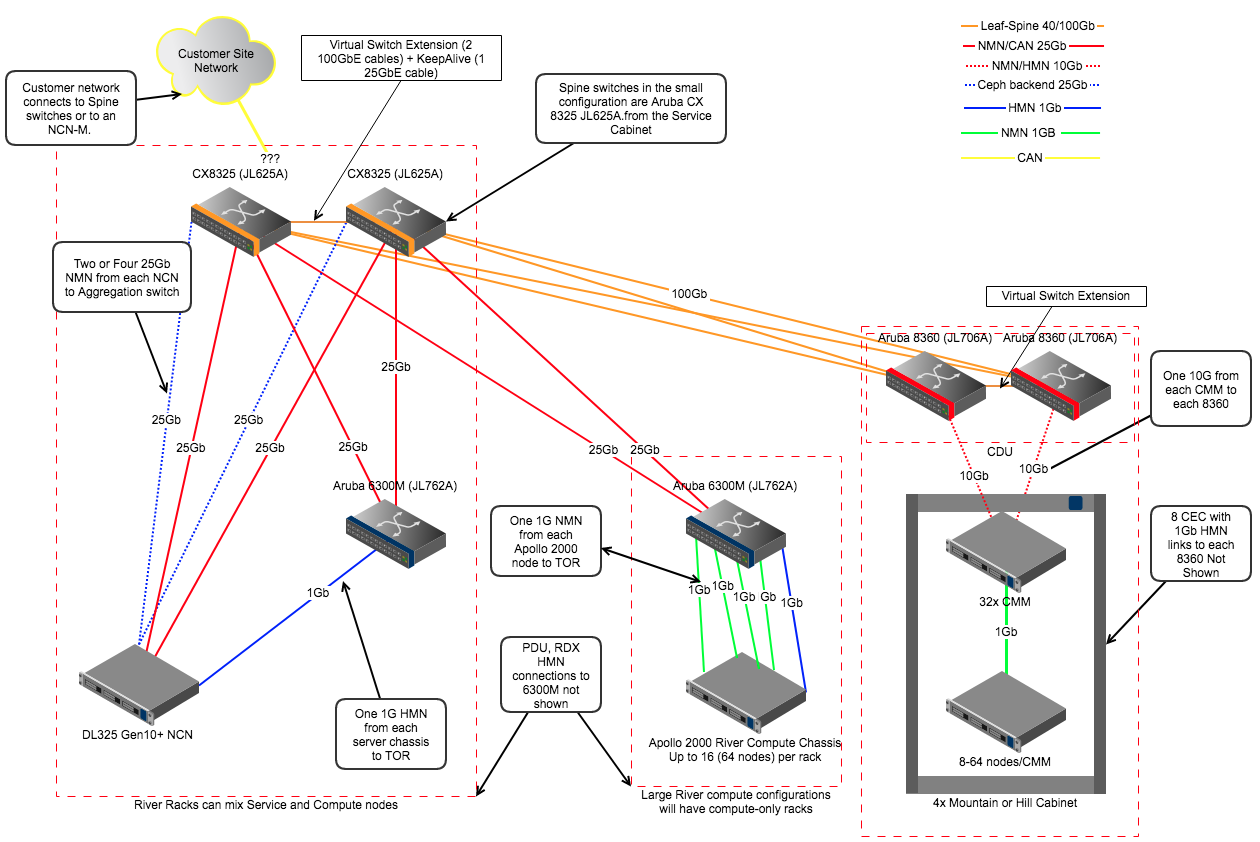 Customer Site
Network
Virtual Switch Extension (2
100GbE cables) + KeepAlive (1
25GbE cable)
Customer network
connects to Spine
switches or to an
NCN-M.
Spine switches in the small
configuration are Aruba CX
8325 JL625A.from the Service
Cabinet
Leaf-Spine 40/100Gb
NMN/CAN 25Gb
NMN/HMN 10Gb
Ceph backend 25Gb
HMN 1Gb
NMN 1GB
CAN
???
CX8325 (JL625A)
CX8325 (JL625A)
Two or Four 25Gb
NMN from each NCN
to Aggregation switch
100Gb
Virtual Switch Extension
Aruba 8360 (JL706A)
Aruba 8360 (JL706A)
25Gb
One 10G from
each CMM to
each 8360
25Gb
25Gb
25Gb
25Gb
25Gb
25Gb
25Gb
CDU
10Gb
10Gb
Aruba 6300M (JL762A)
Aruba 6300M (JL762A)
One 1G NMN
from each
Apollo 2000
node to TOR
8 CEC with
1Gb HMN
links to each
8360 Not
Shown
1Gb
1Gb
1Gb
1Gb
Gb
1Gb
32x CMM
1Gb
PDU, RDX
HMN
connections to
6300M not
shown
One 1G HMN
from each
server chassis
to TOR
DL325 Gen10+ NCN
Apollo 2000 River Compute Chassis
Up to 16 (64 nodes) per rack
8-64 nodes/CMM
River Racks can mix Service and Compute nodes
Large River compute configurations
will have compute-only racks
4x Mountain or Hill Cabinet